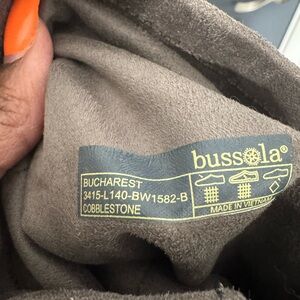 bussola®
BUCHAREST
3415-L140-BW1582-B
COBBLESTONE
MADE IN VIETNAM